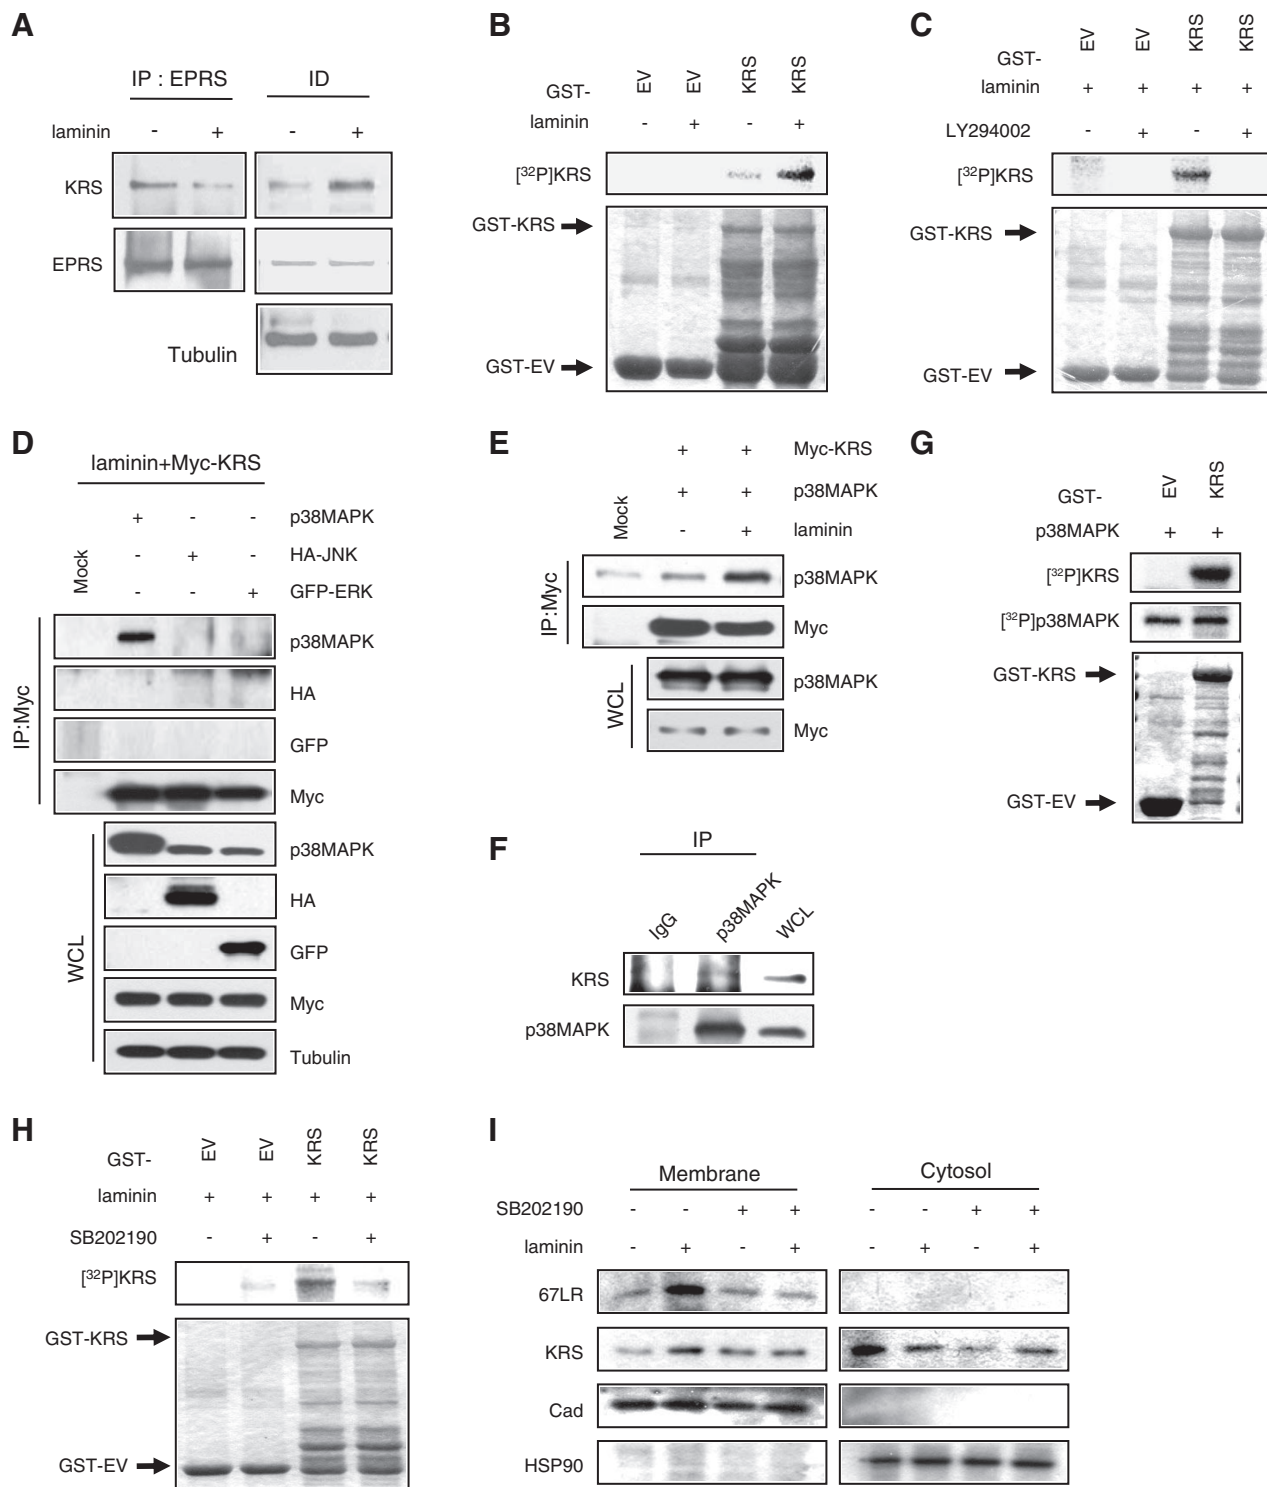 A
IP : EPRS ID
laminin - + - +
KRS
EPRS
Tubulin
B
GST- EV EV KRS KRS
laminin - + - +
[³²P]KRS
GST-KRS
GST-EV
C
GST- EV EV KRS KRS
laminin + + + +
LY294002 - + - +
[³²P]KRS
GST-KRS
GST-EV
D
laminin+Myc-KRS
Mock
+ - - p38MAPK
- + - HA-JNK
- - + GFP-ERK
IP:Myc
p38MAPK
HA
GFP
Myc
WCL
p38MAPK
HA
GFP
Myc
Tubulin
E
Mock
+ + Myc-KRS
+ + p38MAPK
- + laminin
IP:Myc
p38MAPK
Myc
WCL
p38MAPK
Myc
F
IP
IgG p38MAPK WCL
KRS
p38MAPK
G
GST- EV KRS
p38MAPK + +
[³²P]KRS
[³²P]p38MAPK
GST-KRS
GST-EV
H
GST- EV EV KRS KRS
laminin + + + +
SB202190 - + - +
[³²P]KRS
GST-KRS
GST-EV
I
Membrane Cytosol
SB202190 - - + + - - + +
laminin - + - + - + - +
67LR
KRS
Cad
HSP90